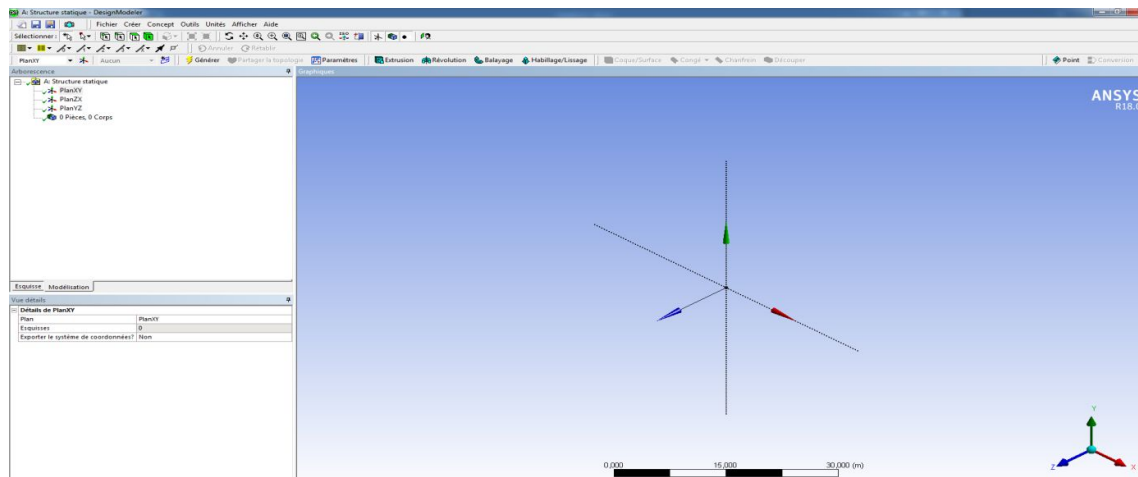 A: Structure statique - DesignModeler
Fichier Créer Concept Outils Unités Afficher Aide
Sélectionner:
Annuler Rétablir
PlanXY Aucun Générer Partager la topologie Paramètres Extrusion Révolution Balayage Habillage/Lissage Coque/Surface Congé Chanfrein Découper Point Conversion
Arborescence
A: Structure statique
PlanXY
PlanZX
PlanYZ
0 Pièces, 0 Corps
Esquisse Modélisation
Vue détails
Détails de PlanXY
Plan PlanXY
Esquisses 0
Exporter le système de coordonnées? Non
Graphiques
ANSYS
R18.0
0,000 15,000 30,000 (m)
Y
Z X